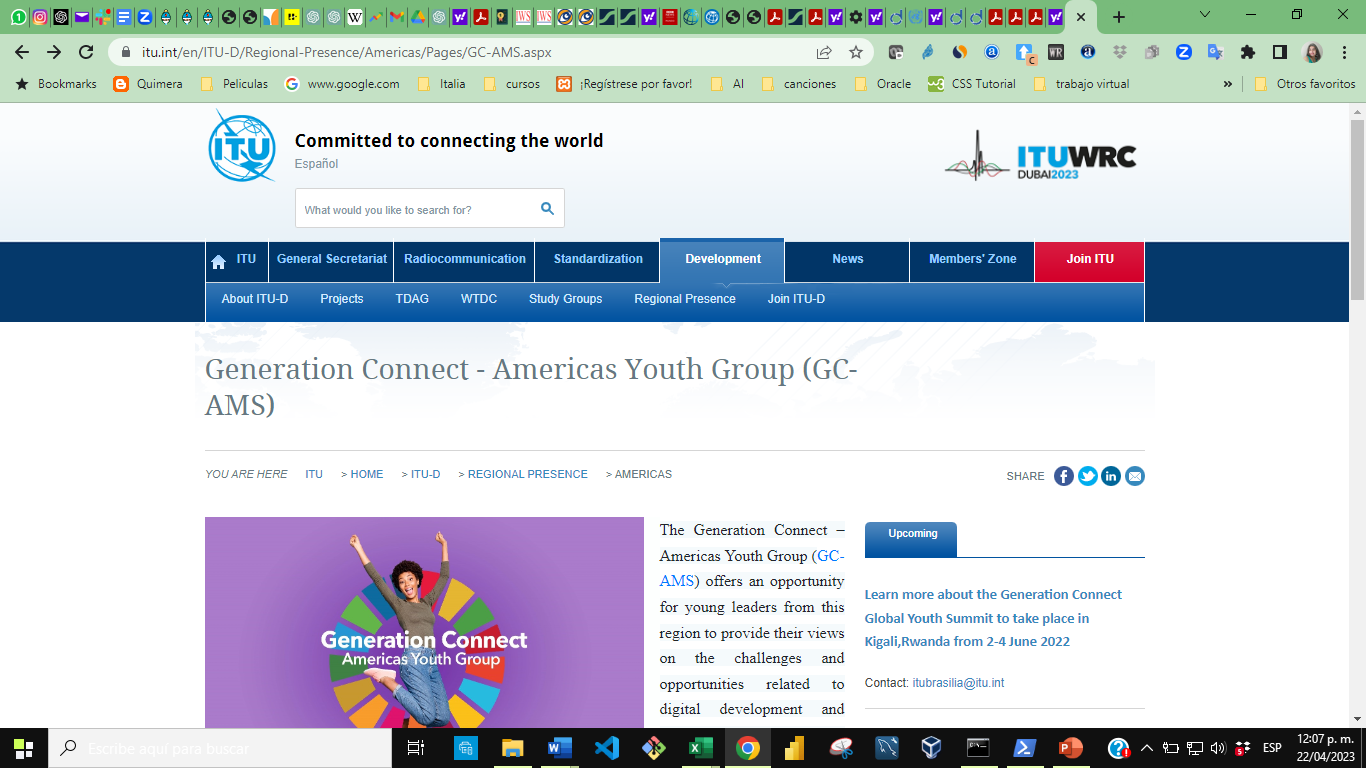 itu.int/en/ITU-D/Regional-Presence/Americas/Pages/GC-AMS.aspx
Bookmarks Quimera Peliculas www.google.com Italia cursos ¡Regístrese por favor! AI canciones Oracle CSS Tutorial trabajo virtual » Otros favoritos
ITU
Committed to connecting the world
Español
ITUWRC
DUBAI2023
What would you like to search for?
ITU General Secretariat Radiocommunication Standardization Development News Members' Zone Join ITU
About ITU-D Projects TDAG WTDC Study Groups Regional Presence Join ITU-D
Generation Connect - Americas Youth Group (GC-
AMS)
YOU ARE HERE ITU > HOME > ITU-D > REGIONAL PRESENCE > AMERICAS
SHARE
Generation Connect
Americas Youth Group
The Generation Connect –
Americas Youth Group (GC-
AMS) offers an opportunity
for young leaders from this
region to provide their views
on the challenges and
opportunities related to
digital development and
Upcoming
Learn more about the Generation Connect
Global Youth Summit to take place in
Kigali,Rwanda from 2-4 June 2022
Contact: itubrasilia@itu.int
Escribe aquí para buscar
ESP
12:07 p. m.
22/04/2023